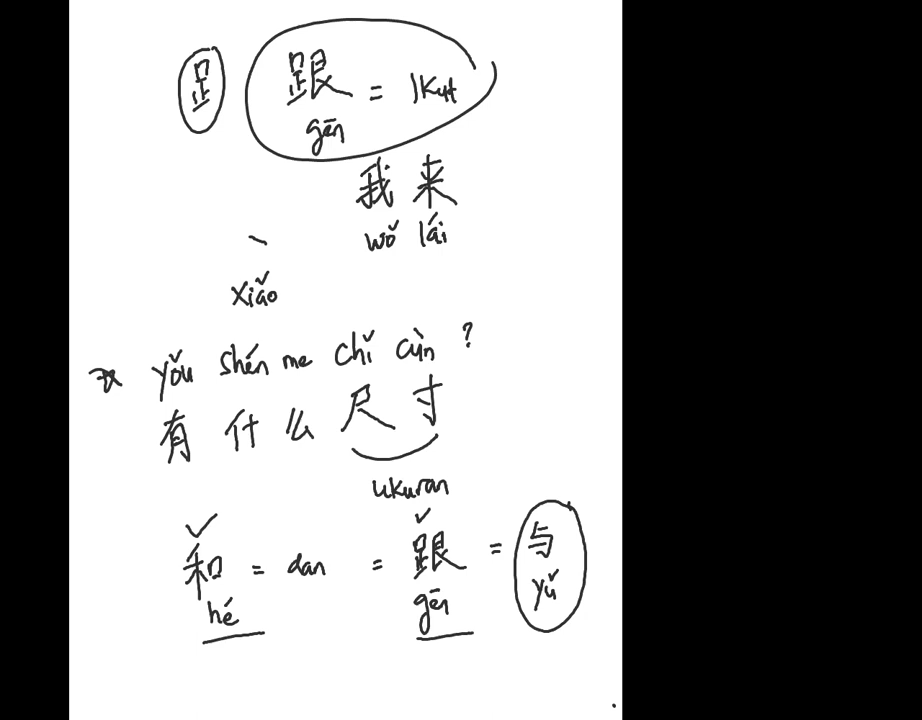 ⻊ 跟 = ikut
gēn
我 来
wǒ lái
丶
xiǎo
yǒu shén me chǐ cùn ?
有 什 么 尺 寸
ukuran
和 = dan = 跟 = 与
hé gēn yǔ